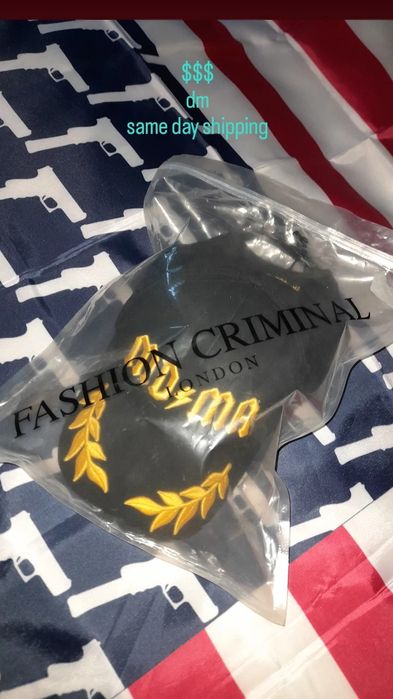 $$$
dm
same day shipping
FASHION CRIMINAL
LONDON